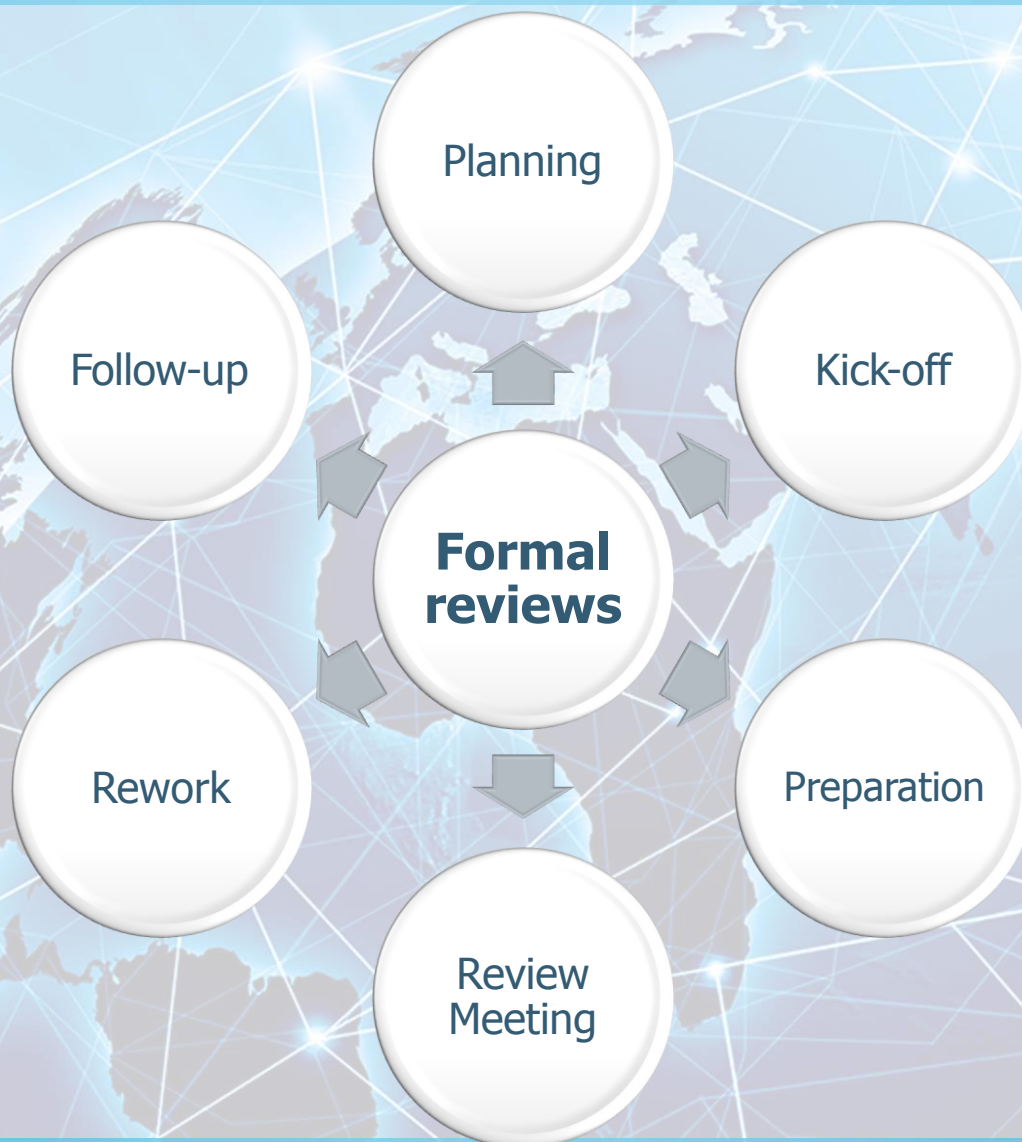 Planning
Kick-off
Preparation
Review
Meeting
Rework
Follow-up
Formal
reviews